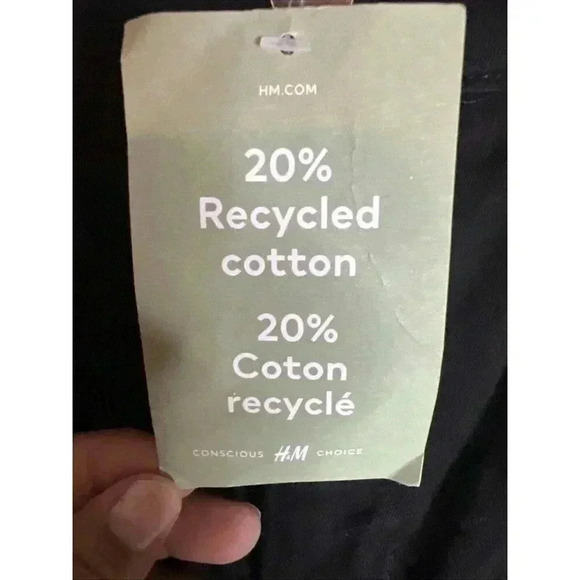 HM.COM
20%
Recycled
cotton
20%
Coton
recyclé
CONSCIOUS H&M CHOICE